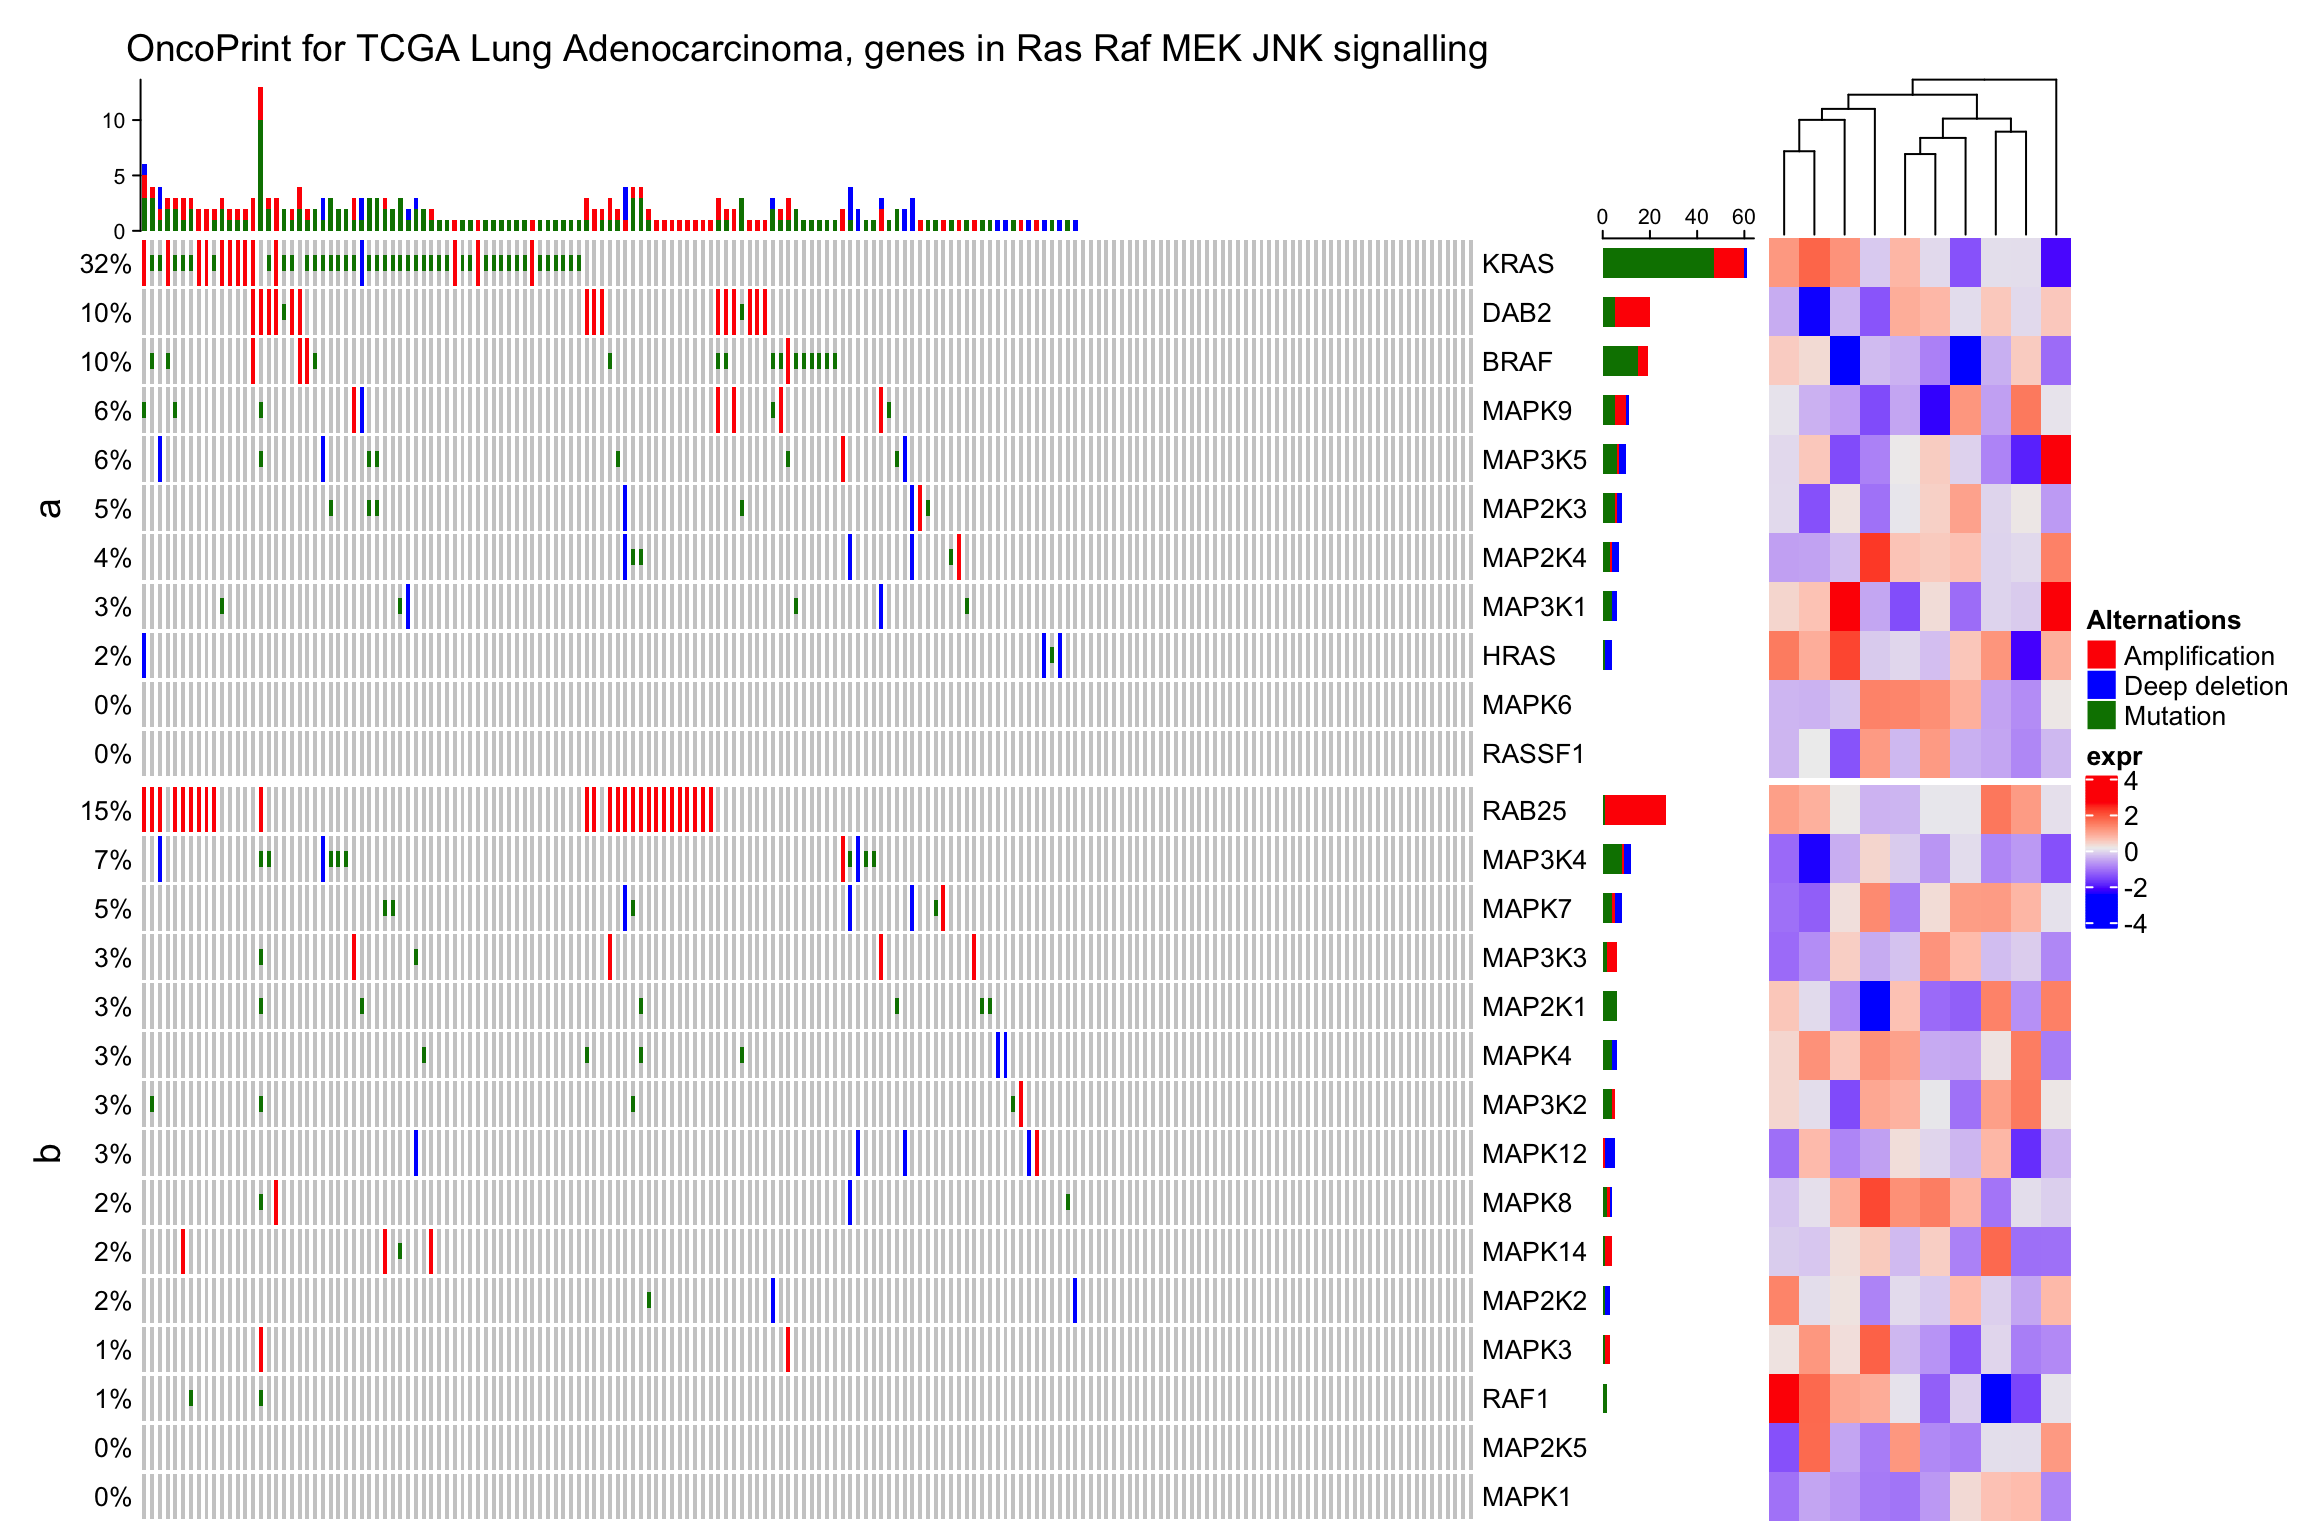 OncoPrint for TCGA Lung Adenocarcinoma, genes in Ras Raf MEK JNK signalling
10
5
0
0 20 40 60
a
32% KRAS
10% DAB2
10% BRAF
6% MAPK9
6% MAP3K5
5% MAP2K3
4% MAP2K4
3% MAP3K1
2% HRAS
0% MAPK6
0% RASSF1
b
15% RAB25
7% MAP3K4
5% MAPK7
3% MAP3K3
3% MAP2K1
3% MAPK4
3% MAP3K2
3% MAPK12
2% MAPK8
2% MAPK14
2% MAP2K2
1% MAPK3
1% RAF1
0% MAP2K5
0% MAPK1
Alternations
Amplification
Deep deletion
Mutation
expr
4
2
0
-2
-4